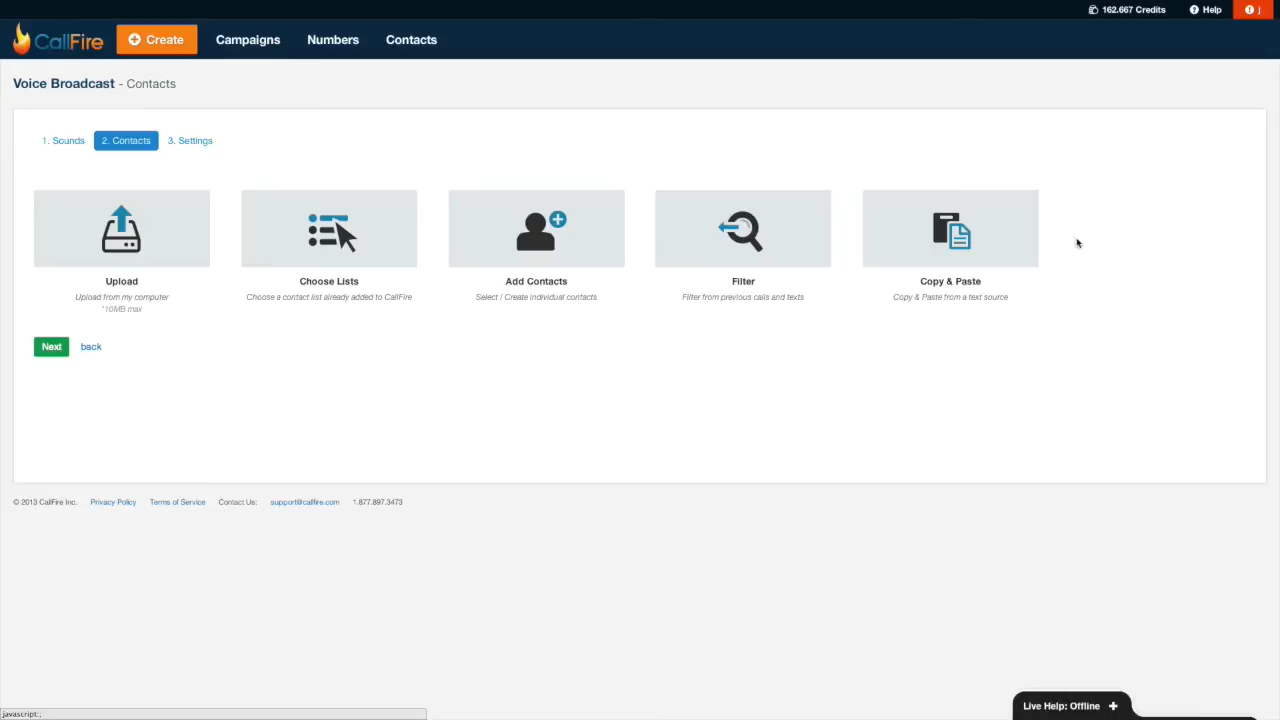 162.667 Credits
Help
j
CallFire
Create
Campaigns
Numbers
Contacts
Voice Broadcast - Contacts
1. Sounds
2. Contacts
3. Settings
Upload
Upload from my computer
*10MB max
Choose Lists
Choose a contact list already added to CallFire
Add Contacts
Select / Create individual contacts
Filter
Filter from previous calls and texts
Copy & Paste
Copy & Paste from a text source
Next
back
© 2013 CallFire Inc. Privacy Policy Terms of Service Contact Us: support@callfire.com 1.877.897.3473
Live Help: Offline
javascript:;